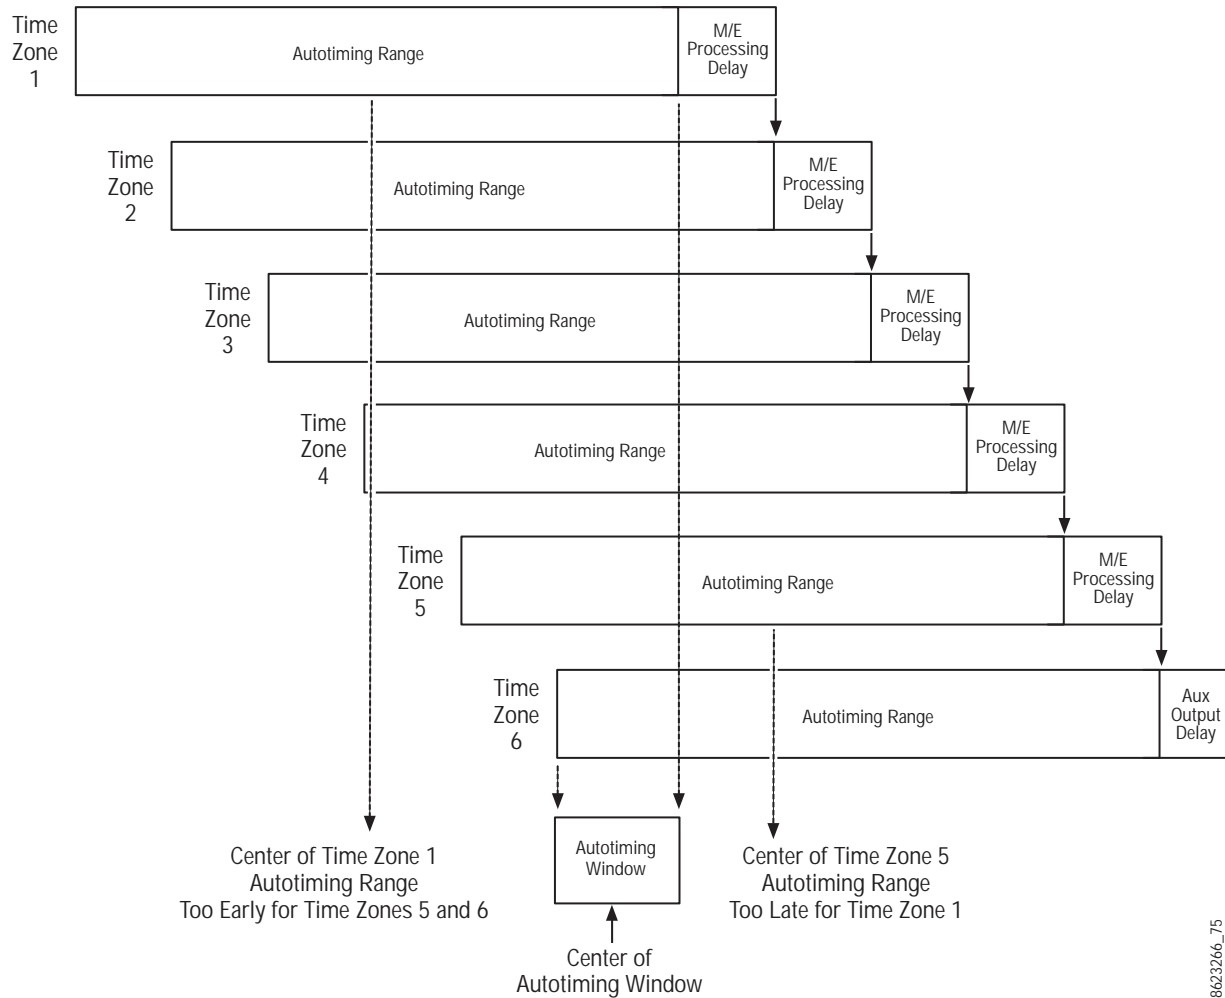 Time
Zone
1
Autotiming Range
M/E
Processing
Delay
Time
Zone
2
Autotiming Range
M/E
Processing
Delay
Time
Zone
3
Autotiming Range
M/E
Processing
Delay
Time
Zone
4
Autotiming Range
M/E
Processing
Delay
Time
Zone
5
Autotiming Range
M/E
Processing
Delay
Time
Zone
6
Autotiming Range
Aux
Output
Delay
Center of Time Zone 1
Autotiming Range
Too Early for Time Zones 5 and 6
Autotiming
Window
Center of Time Zone 5
Autotiming Range
Too Late for Time Zone 1
Center of
Autotiming Window
8623266_75